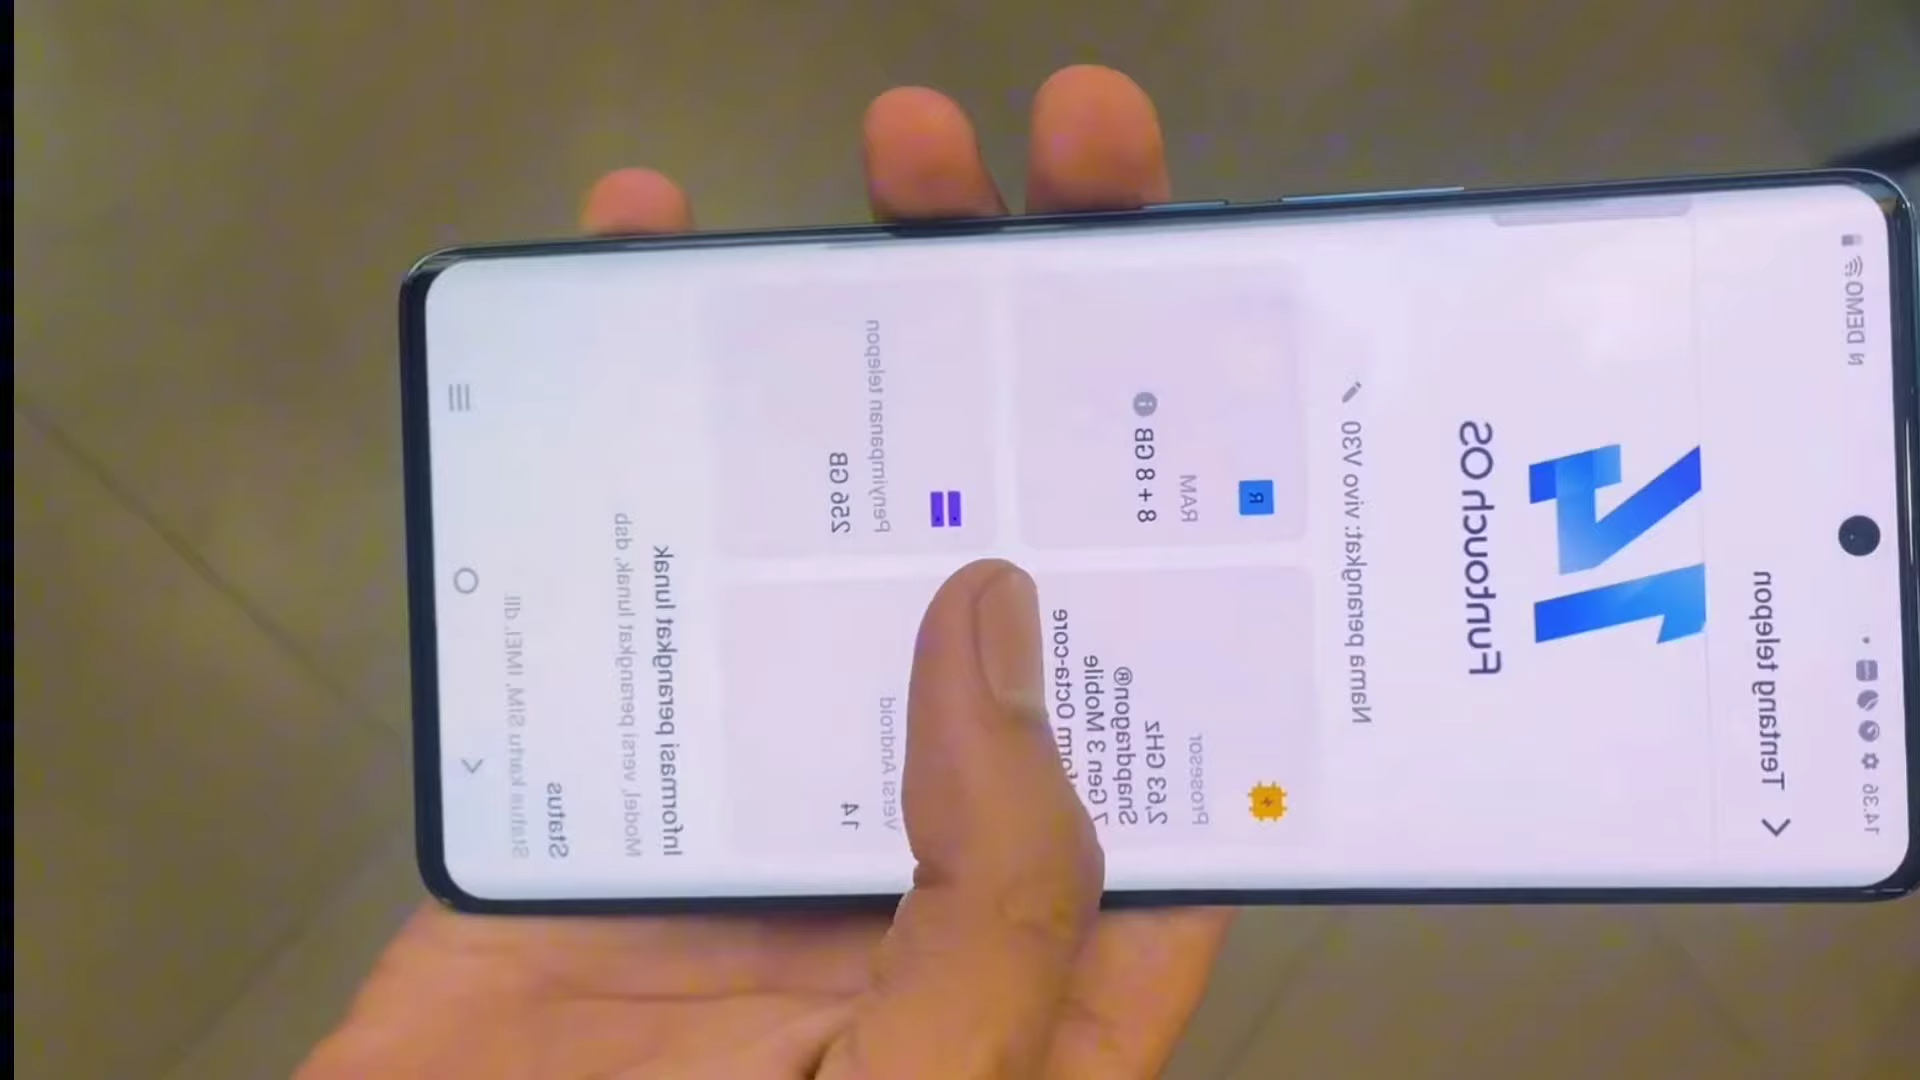 14.36
N DEMO
Tentang telepon
14
Funtouch OS
Nama perangkat: vivo V30
Prosesor
2,63 GHz
Snapdragon®
7 Gen 3 Mobile
Octa-core
R
RAM
8 + 8 GB
Versi Android
14
Penyimpanan telepon
256 GB
Informasi perangkat lunak
Model, versi perangkat lunak, dsb
Status
Status kartu SIM, IMEI, dll.